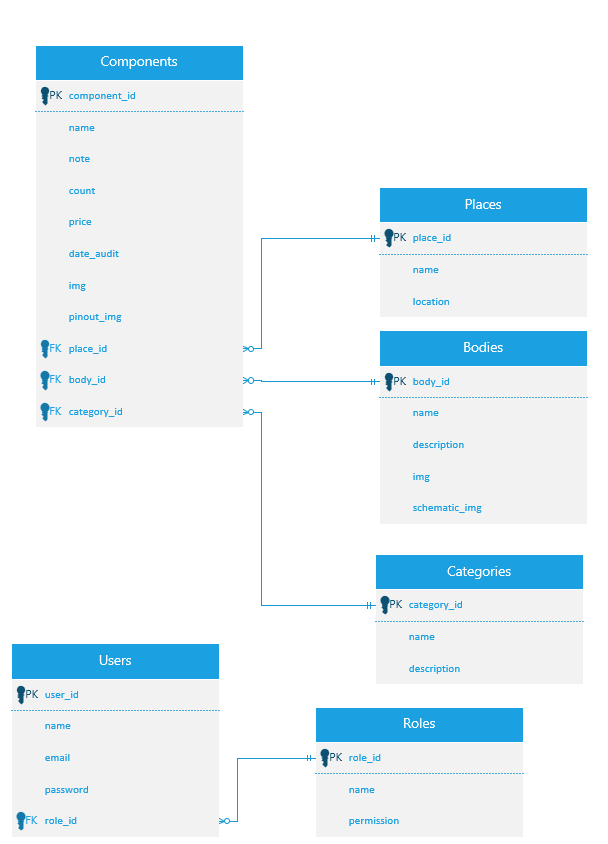 Components
PK component_id
name
note
count
price
date_audit
img
pinout_img
FK place_id
FK body_id
FK category_id
Places
PK place_id
name
location
Bodies
PK body_id
name
description
img
schematic_img
Categories
PK category_id
name
description
Users
PK user_id
name
email
password
FK role_id
Roles
PK role_id
name
permission